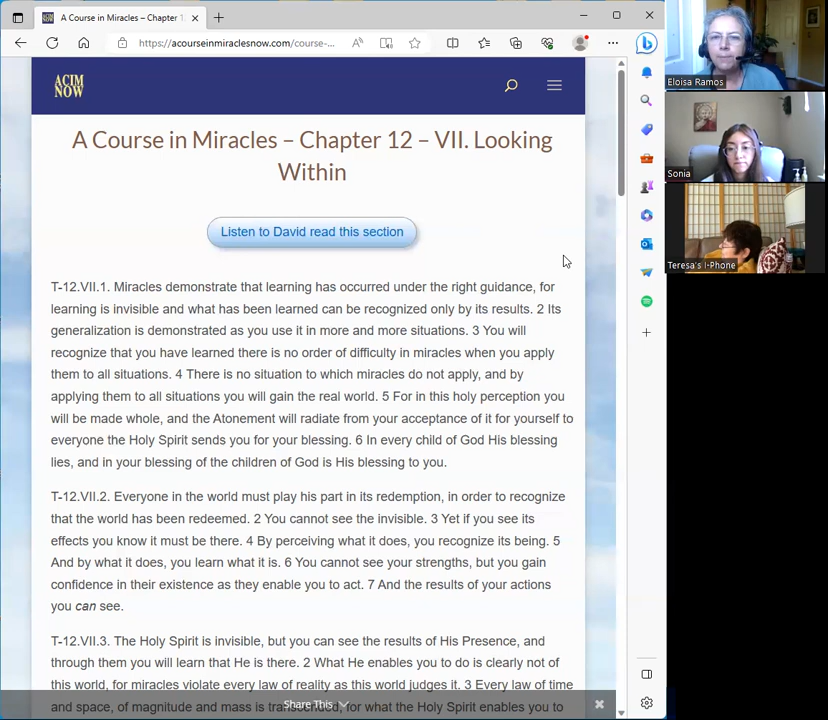 A Course in Miracles – Chapter 12
https://acourseinmiraclesnow.com/course-...
Eloisa Ramos
ACIM
NOW
A Course in Miracles – Chapter 12 – VII. Looking
Within
Sonia
Listen to David read this section
Teresa's I-Phone
T-12.VII.1. Miracles demonstrate that learning has occurred under the right guidance, for
learning is invisible and what has been learned can be recognized only by its results. 2 Its
generalization is demonstrated as you use it in more and more situations. 3 You will
recognize that you have learned there is no order of difficulty in miracles when you apply
them to all situations. 4 There is no situation to which miracles do not apply, and by
applying them to all situations you will gain the real world. 5 For in this holy perception you
will be made whole, and the Atonement will radiate from your acceptance of it for yourself to
everyone the Holy Spirit sends you for your blessing. 6 In every child of God His blessing
lies, and in your blessing of the children of God is His blessing to you.
T-12.VII.2. Everyone in the world must play his part in its redemption, in order to recognize
that the world has been redeemed. 2 You cannot see the invisible. 3 Yet if you see its
effects you know it must be there. 4 By perceiving what it does, you recognize its being. 5
And by what it does, you learn what it is. 6 You cannot see your strengths, but you gain
confidence in their existence as they enable you to act. 7 And the results of your actions
you can see.
T-12.VII.3. The Holy Spirit is invisible, but you can see the results of His Presence, and
through them you will learn that He is there. 2 What He enables you to do is clearly not of
this world, for miracles violate every law of reality as this world judges it. 3 Every law of time
and space, of magnitude and mass is transcended, for what the Holy Spirit enables you to
Share This